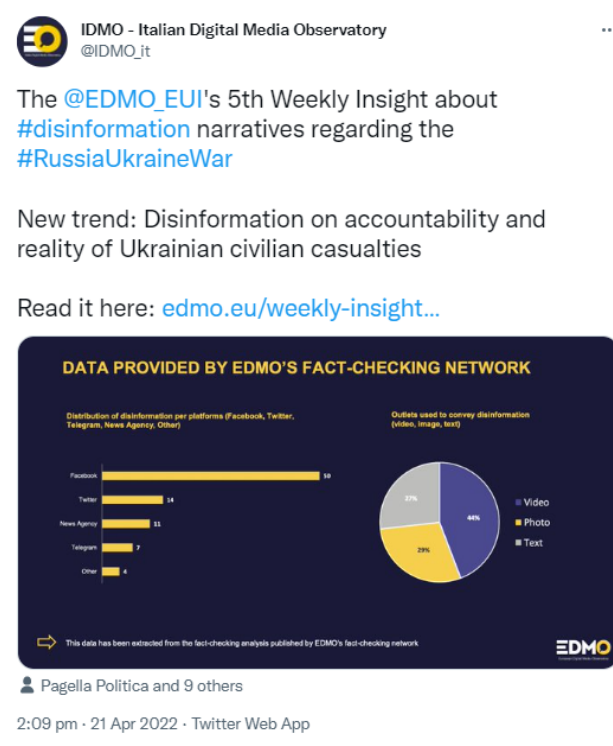 IDMO - Italian Digital Media Observatory
@IDMO_it
The @EDMO_EUI's 5th Weekly Insight about
#disinformation narratives regarding the
#RussiaUkraineWar
New trend: Disinformation on accountability and
reality of Ukrainian civilian casualties
Read it here: edmo.eu/weekly-insight...
DATA PROVIDED BY EDMO'S FACT-CHECKING NETWORK
Distribution of disinformation per platforms (Facebook, Twitter,
Telegram, News Agency, Other)
Facebook
Twitter 14
News Agency 11
Telegram 7
Other 4
Outlets used to convey disinformation
(video, image, text)
27%
44%
29%
Video
Photo
Text
This data has been extracted from the fact-checking analysis published by EDMO's fact-checking network
EDMO
Pagella Politica and 9 others
2:09 pm · 21 Apr 2022 · Twitter Web App